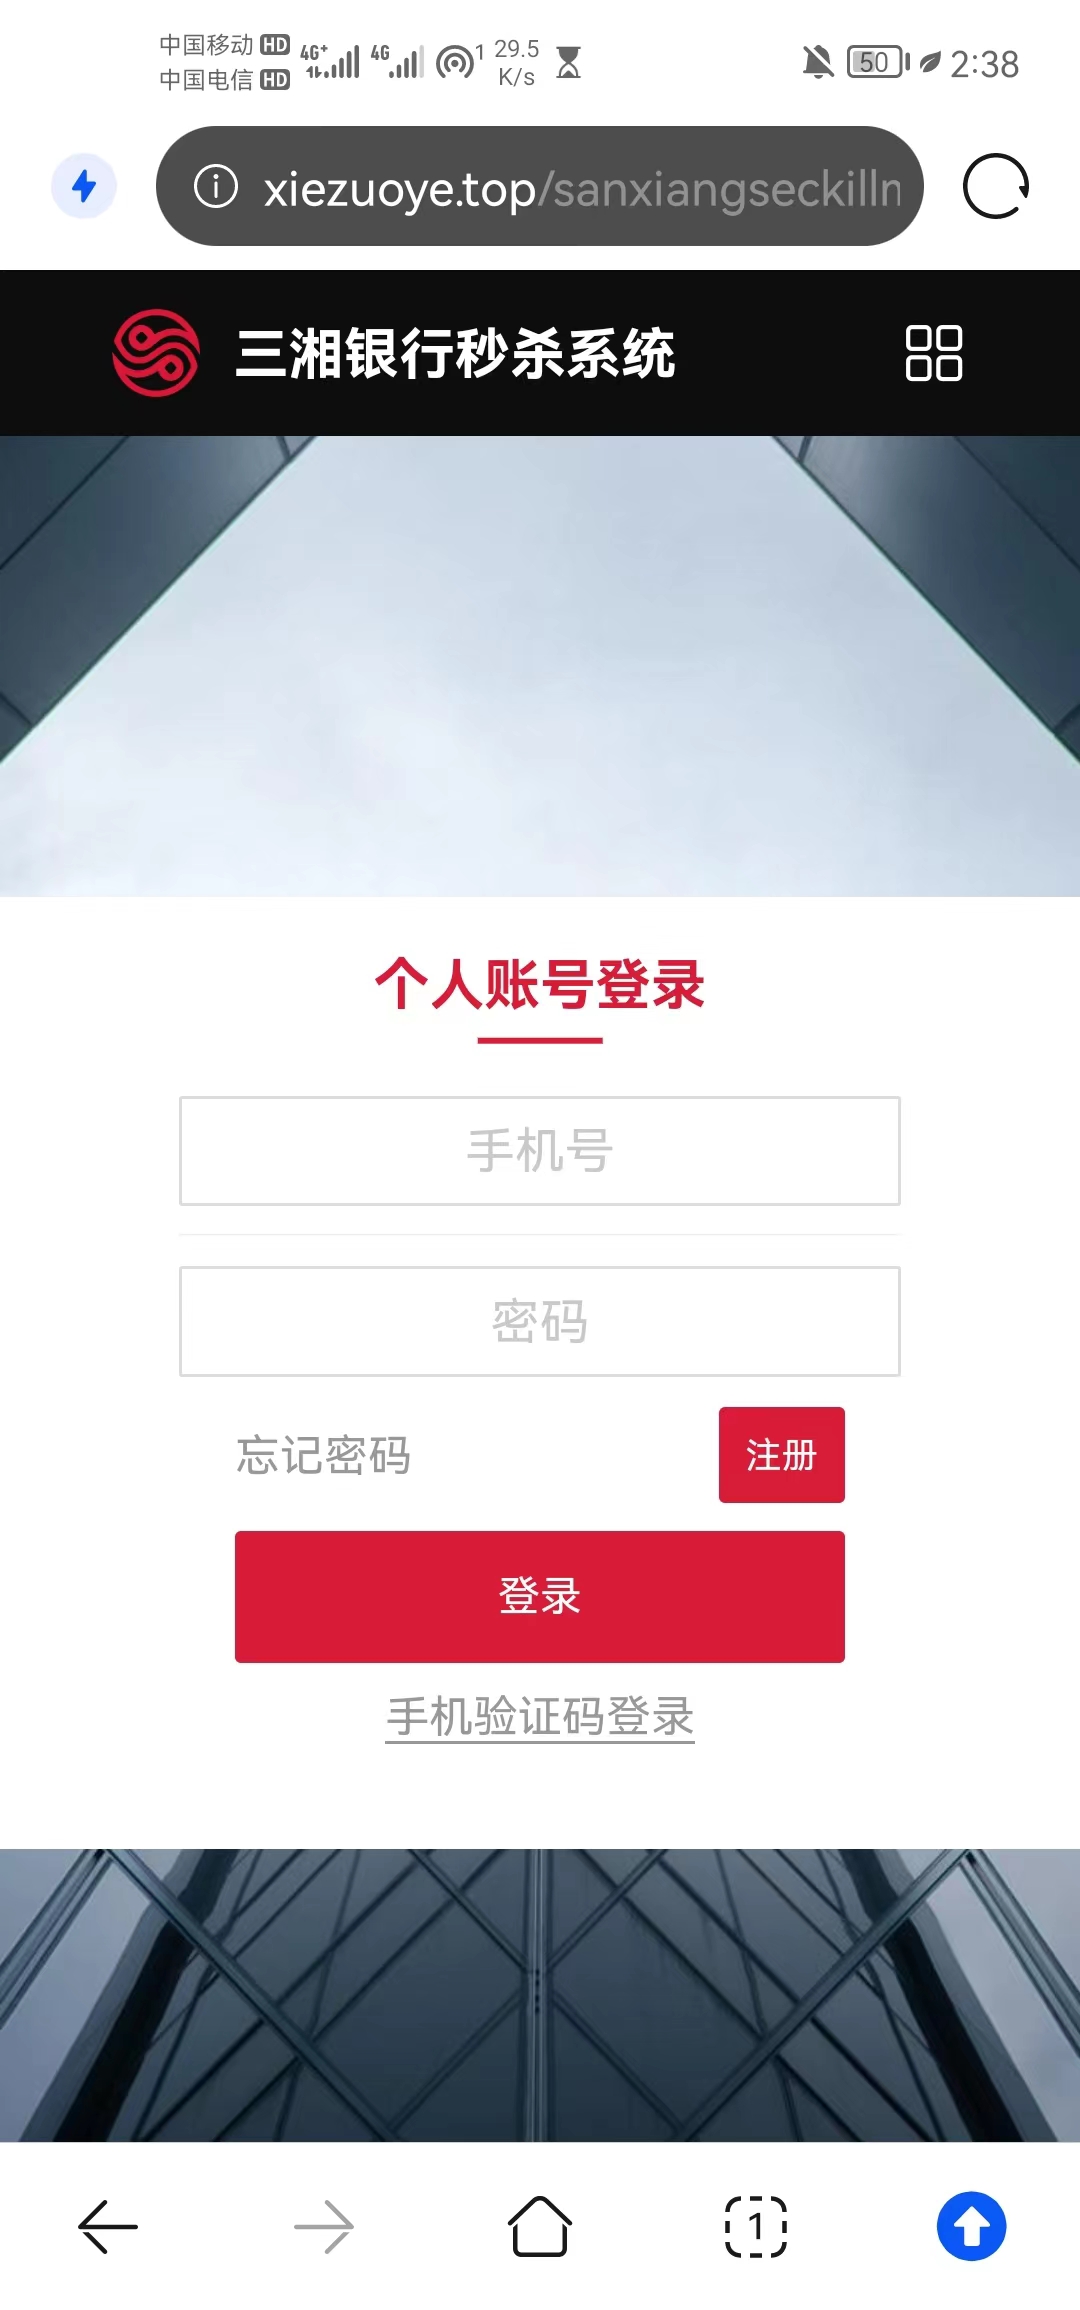 中国移动 HD
中国电信 HD
4G+
4G
1
29.5
K/s
50
2:38
xiezuoye.top/sanxiangseckilln
三湘银行秒杀系统
个人账号登录
手机号
密码
忘记密码
注册
登录
手机验证码登录
1